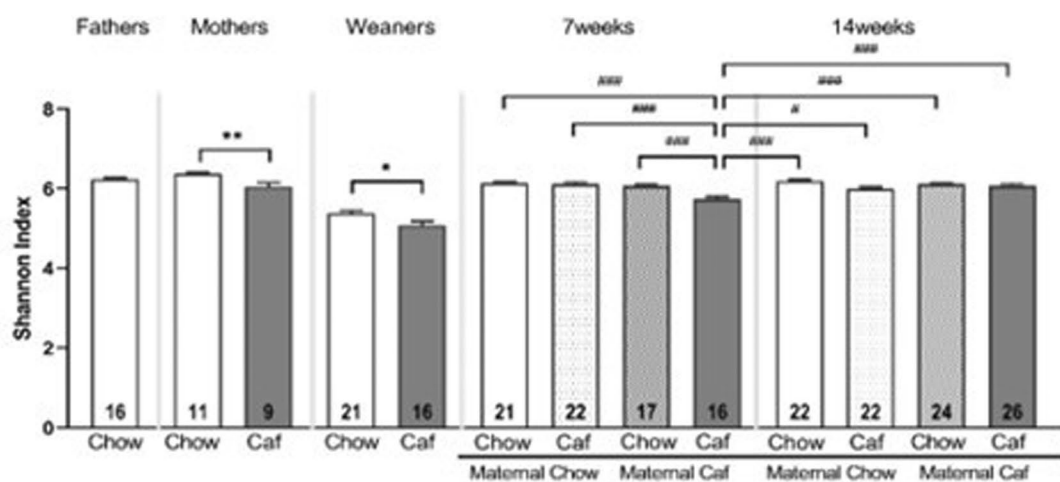 Fathers Mothers Weaners 7weeks 14weeks
###
### ###
### #
** ### ###
*
Shannon Index
8
6
4
2
0
16 11 9 21 16 21 22 17 16 22 22 24 26
Chow Chow Caf Chow Caf Chow Caf Chow Caf Chow Caf Chow Caf
Maternal Chow Maternal Caf Maternal Chow Maternal Caf